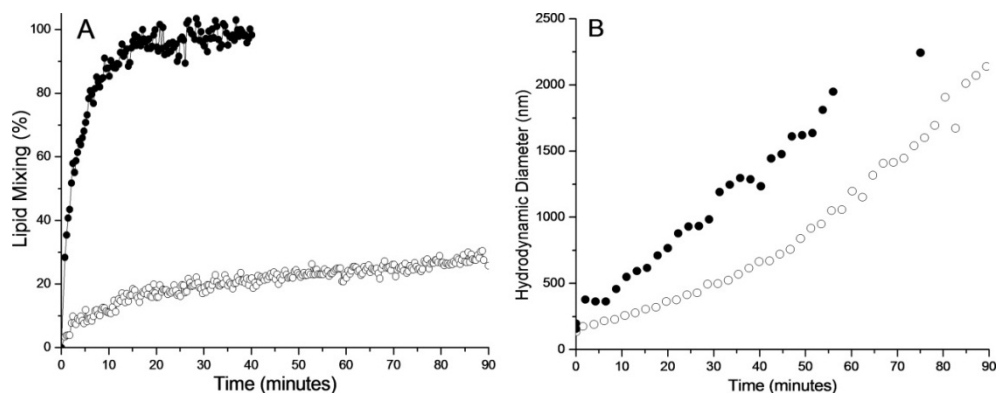 A
Lipid Mixing (%)
100
80
60
40
20
0
0 10 20 30 40 50 60 70 80 90
Time (minutes)
B
Hydrodynamic Diameter (nm)
2500
2000
1500
1000
500
0
0 10 20 30 40 50 60 70 80 90
Time (minutes)